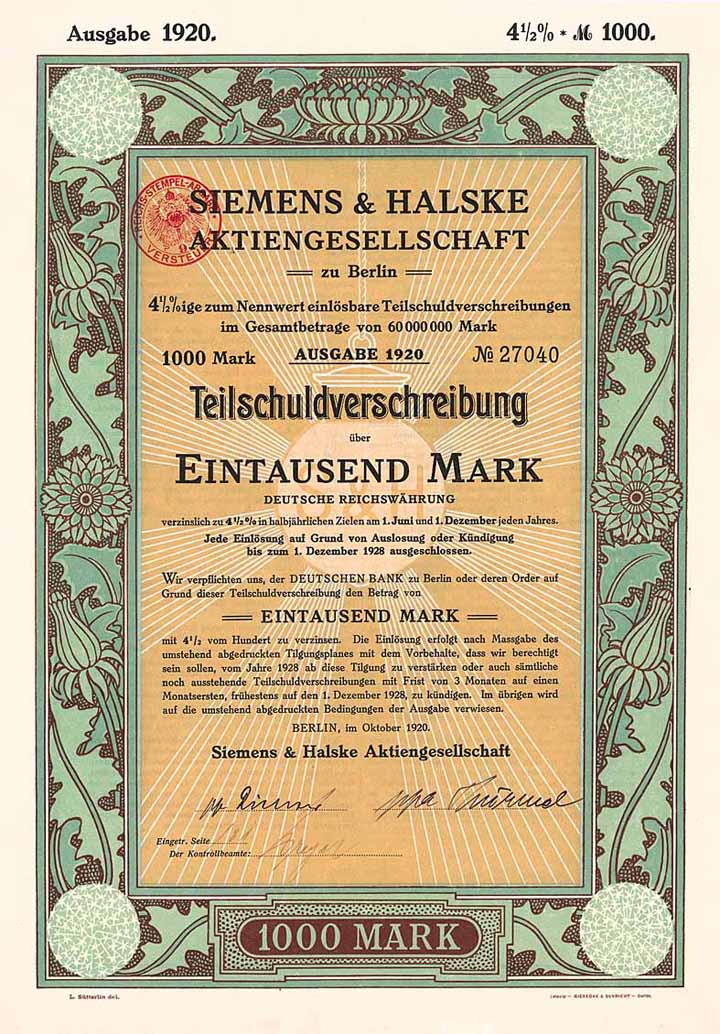 Ausgabe 1920.
4½% * ℳ 1000.
SIEMENS & HALSKE
AKTIENGESELLSCHAFT
zu Berlin
4½%ige zum Nennwert einlösbare Teilschuldverschreibungen
im Gesamtbetrage von 60 000 000 Mark
1000 Mark AUSGABE 1920 № 27040
Teilschuldverschreibung
über
EINTAUSEND MARK
DEUTSCHE REICHSWÄHRUNG
verzinslich zu 4½% in halbjährlichen Zielen am 1. Juni und 1. Dezember jeden Jahres.
Jede Einlösung auf Grund von Auslosung oder Kündigung
bis zum 1. Dezember 1928 ausgeschlossen.
Wir verpflichten uns, der DEUTSCHEN BANK zu Berlin oder deren Order auf
Grund dieser Teilschuldverschreibung den Betrag von
EINTAUSEND MARK
mit 4½ vom Hundert zu verzinsen. Die Einlösung erfolgt nach Massgabe des
umstehend abgedruckten Tilgungsplanes mit dem Vorbehalte, dass wir berechtigt
sein sollen, vom Jahre 1928 ab diese Tilgung zu verstärken oder auch sämtliche
noch ausstehende Teilschuldverschreibungen mit Frist von 3 Monaten auf einen
Monatsersten, frühestens auf den 1. Dezember 1928, zu kündigen. Im übrigen wird
auf die umstehend abgedruckten Bedingungen der Ausgabe verwiesen.
BERLIN, im Oktober 1920.
Siemens & Halske Aktiengesellschaft
ppa
Eingetr. Seite
Der Kontrollbeamte:
1000 MARK
L. Sütterlin del.
Leipzig — GIESECKE & DEVRIENT — Berlin.